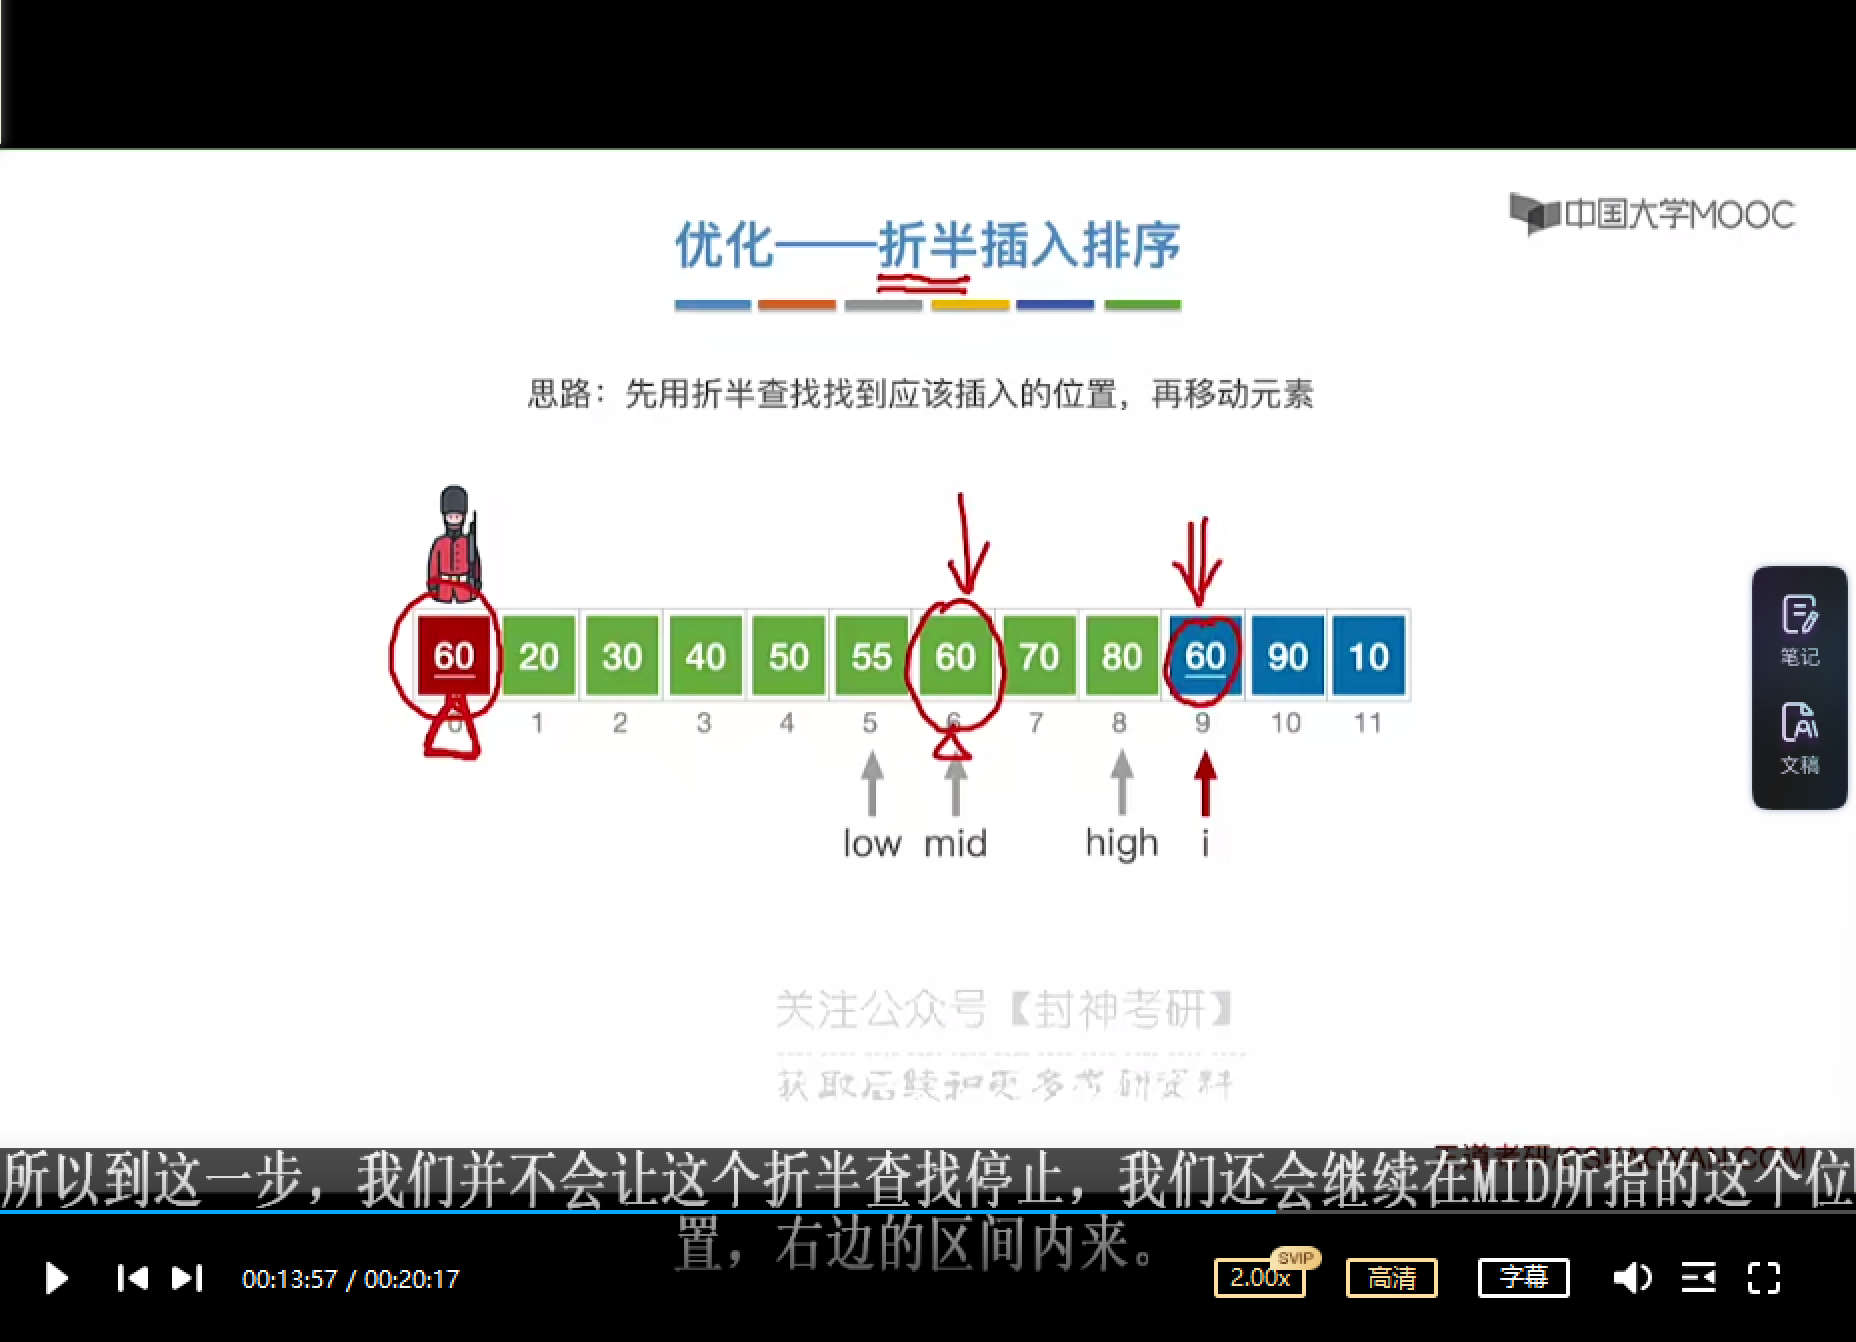 中国大学MOOC
优化——折半插入排序
思路：先用折半查找找到应该插入的位置，再移动元素
60 20 30 40 50 55 60 70 80 60 90 10
0 1 2 3 4 5 6 7 8 9 10 11
low mid high i
笔记
文稿
关注公众号【封神考研】
获取后续和更多考研资料
王道考研/CSKAOYAN.COM
所以到这一步，我们并不会让这个折半查找停止，我们还会继续在MID所指的这个位
置，右边的区间内来。
00:13:57 / 00:20:17
2.00x
SVIP
高清
字幕